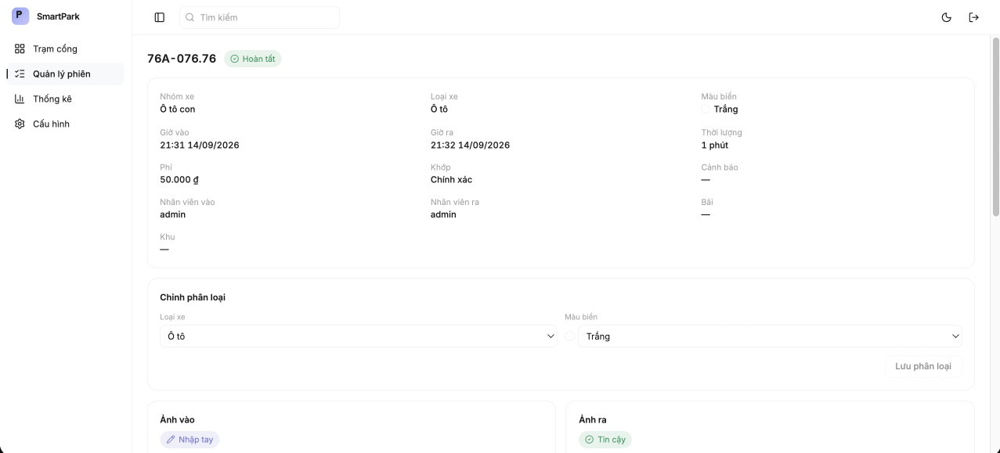 P SmartPark
Tìm kiếm
Trạm cổng
Quản lý phiên
Thống kê
Cấu hình
76A-076.76 Hoàn tất
Nhóm xe Loại xe Màu biển
Ô tô con Ô tô Trắng
Giờ vào Giờ ra Thời lượng
21:31 14/09/2026 21:32 14/09/2026 1 phút
Phí Khớp Cảnh báo
50.000 ₫ Chính xác —
Nhân viên vào Nhân viên ra Bãi
admin admin —
Khu
—
Chỉnh phân loại
Loại xe Màu biển
Ô tô Trắng
Lưu phân loại
Ảnh vào Ảnh ra
Nhập tay Tin cậy